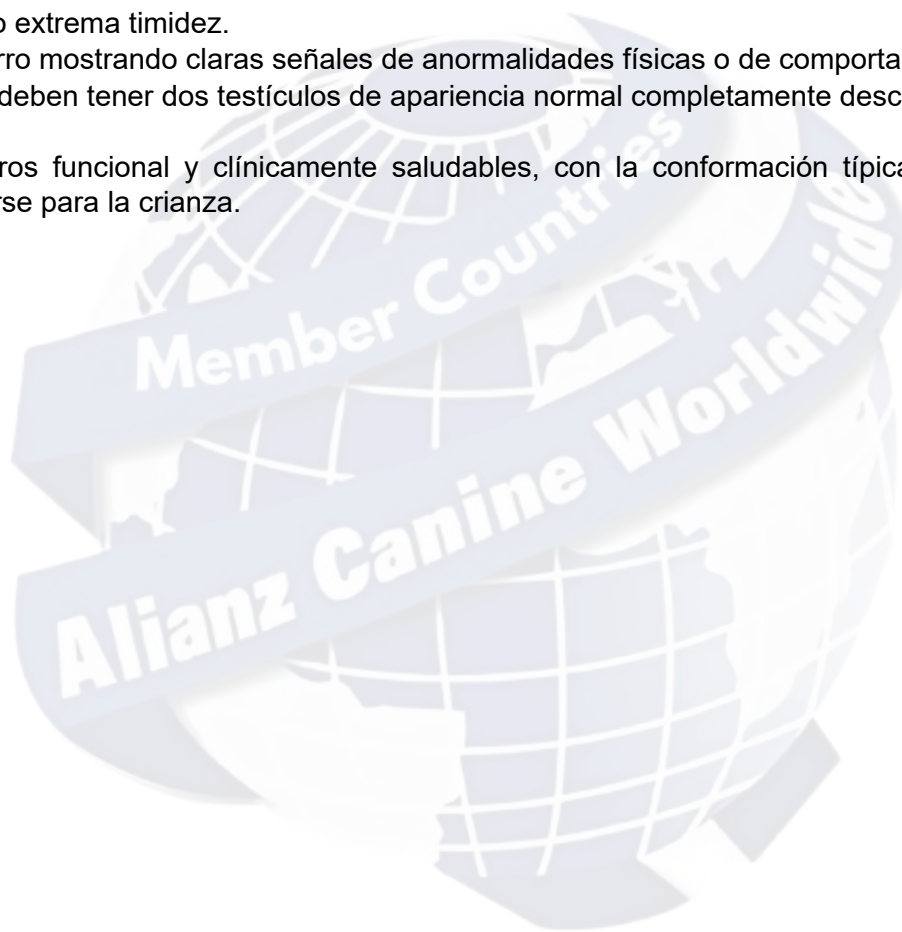 o extrema timidez.
rro mostrando claras señales de anormalidades físicas o de comporta
deben tener dos testículos de apariencia normal completamente desc
ros funcional y clínicamente saludables, con la conformación típica
rse para la crianza.
Member Countries
Alianz Canine Worldwide